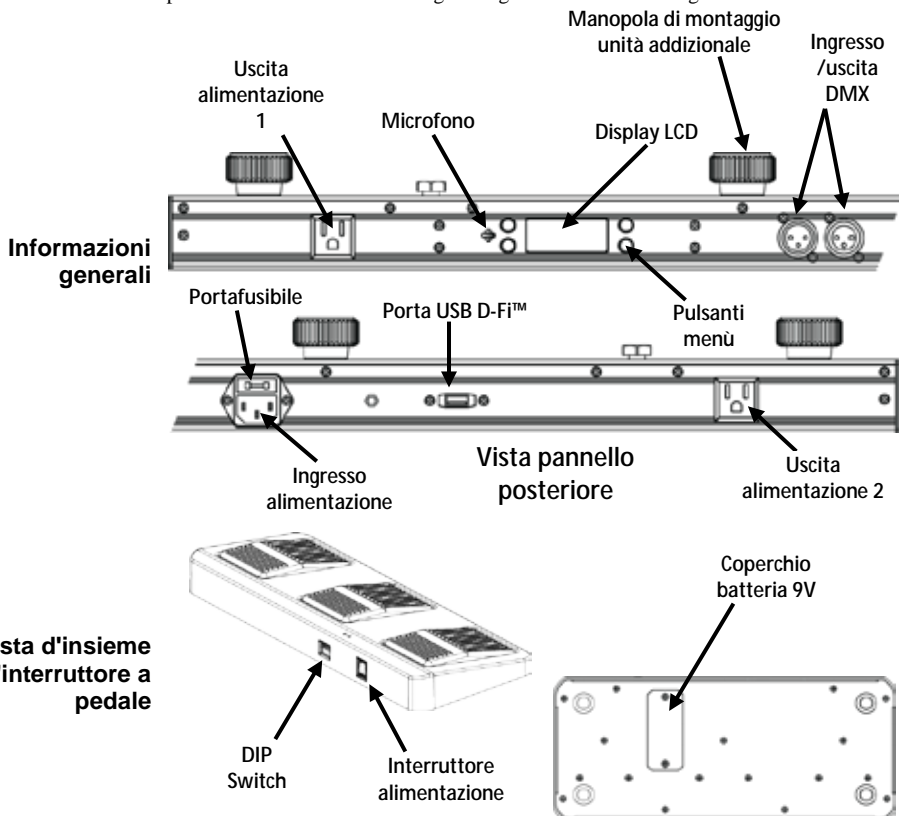 Manopola di montaggio
unità addizionale
Ingresso
/uscita
DMX
Uscita
alimentazione
1
Microfono
Display LCD
Informazioni
generali
Portafusibile
Porta USB D-Fi™
Pulsanti
menù
Ingresso
alimentazione
Vista pannello
posteriore
Uscita
alimentazione 2
Coperchio
batteria 9V
sta d'insieme
'interruttore a
pedale
DIP
Switch
Interruttore
alimentazione